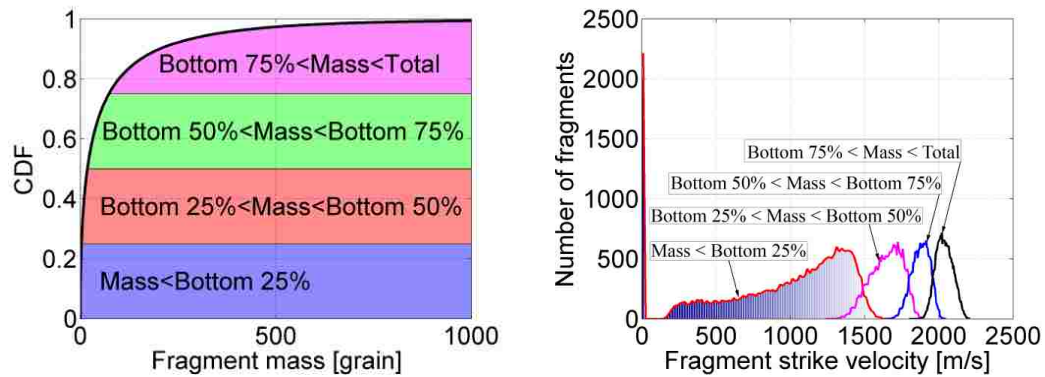 1
0.8
0.6
0.4
0.2
0
CDF
Bottom 75%<Mass<Total
Bottom 50%<Mass<Bottom 75%
Bottom 25%<Mass<Bottom 50%
Mass<Bottom 25%
0
500
1000
Fragment mass [grain]
2500
2000
1500
1000
500
0
Number of fragments
Bottom 75% < Mass < Total
Bottom 50% < Mass < Bottom 75%
Bottom 25% < Mass < Bottom 50%
Mass < Bottom 25%
0
500
1000
1500
2000
2500
Fragment strike velocity [m/s]